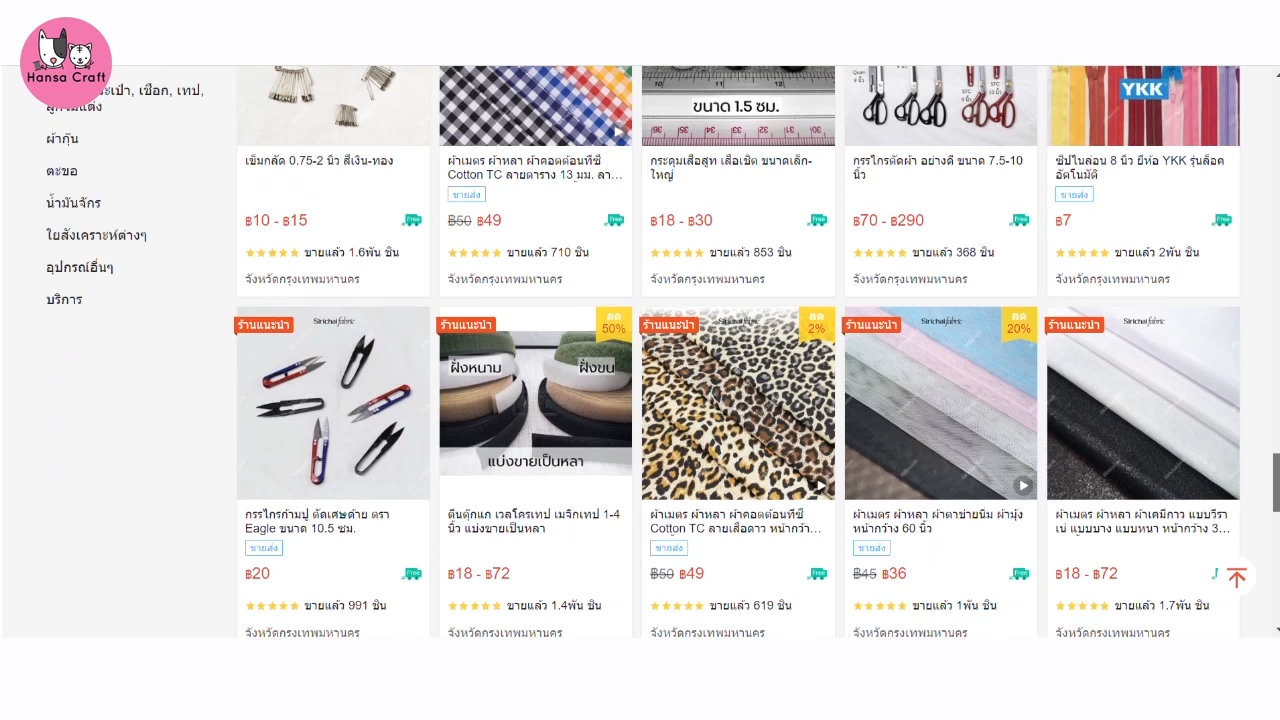 Hansa Craft
ผ้ากุ๊น
ตะขอ
น้ำมันจักร
ใยสังเคราะห์ต่างๆ
อุปกรณ์อื่นๆ
บริการ
ขนาด 1.5 ซม.
YKK
เข็มกลัด 0.75-2 นิ้ว สีเงิน-ทอง
฿10 - ฿15
Free
ขายแล้ว 1.6พัน ชิ้น
จังหวัดกรุงเทพมหานคร
ผ้าเมตร ผ้าหลา ผ้าคอตต้อนทีซี
Cotton TC ลายตาราง 13 มม. ลา...
ขายส่ง
฿50 ฿49
Free
ขายแล้ว 710 ชิ้น
จังหวัดกรุงเทพมหานคร
กระดุมเสื้อสูท เสื้อเชิ้ต ขนาดเล็ก-
ใหญ่
฿18 - ฿30
Free
ขายแล้ว 853 ชิ้น
จังหวัดกรุงเทพมหานคร
กรรไกรตัดผ้า อย่างดี ขนาด 7.5-10
นิ้ว
฿70 - ฿290
Free
ขายแล้ว 368 ชิ้น
จังหวัดกรุงเทพมหานคร
ซิปไนล่อน 8 นิ้ว ยี่ห้อ YKK รุ่นล็อค
อัตโนมัติ
ขายส่ง
฿7
Free
ขายแล้ว 2พัน ชิ้น
จังหวัดกรุงเทพมหานคร
ร้านแนะนำ
Sirichai fabric
กรรไกรก้ามปู ตัดเศษด้าย ตรา
Eagle ขนาด 10.5 ซม.
ขายส่ง
฿20
Free
ขายแล้ว 991 ชิ้น
จังหวัดกรุงเทพมหานคร
ร้านแนะนำ
ลด
50%
ฝั่งหนาม
ฝั่งขน
แบ่งขายเป็นหลา
ตีนตุ๊กแก เวลโครเทป เมจิกเทป 1-4
นิ้ว แบ่งขายเป็นหลา
฿18 - ฿72
ขายแล้ว 1.4พัน ชิ้น
จังหวัดกรุงเทพมหานคร
ร้านแนะนำ
Sirichai fabric
ลด
2%
ผ้าเมตร ผ้าหลา ผ้าคอตต้อนทีซี
Cotton TC ลายเสือดาว หน้ากว้า...
ขายส่ง
฿50 ฿49
Free
ขายแล้ว 619 ชิ้น
จังหวัดกรุงเทพมหานคร
ร้านแนะนำ
Sirichai fabric
ลด
20%
ผ้าเมตร ผ้าหลา ผ้าตาข่ายนิ่ม ผ้ามุ้ง
หน้ากว้าง 60 นิ้ว
ขายส่ง
฿45 ฿36
Free
ขายแล้ว 1พัน ชิ้น
จังหวัดกรุงเทพมหานคร
ร้านแนะนำ
Sirichai fabric
ผ้าเมตร ผ้าหลา ผ้าเคมีกาว แบบวีรา
เน่ แบบบาง แบบหนา หน้ากว้าง 3...
฿18 - ฿72
ขายแล้ว 1.7พัน ชิ้น
จังหวัดกรุงเทพมหานคร